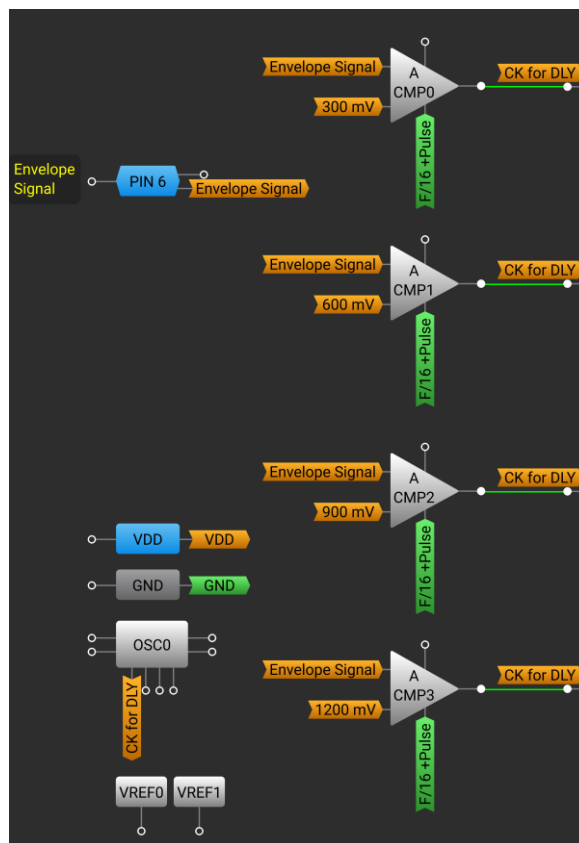 Envelope Signal
A
CMP0
CK for DLY
300 mV
F/16 +Pulse
Envelope
Signal
PIN 6
Envelope Signal
Envelope Signal
A
CMP1
CK for DLY
600 mV
F/16 +Pulse
Envelope Signal
A
CMP2
CK for DLY
900 mV
F/16 +Pulse
VDD
VDD
GND
GND
OSC0
CK for DLY
Envelope Signal
A
CMP3
CK for DLY
1200 mV
F/16 +Pulse
VREF0
VREF1